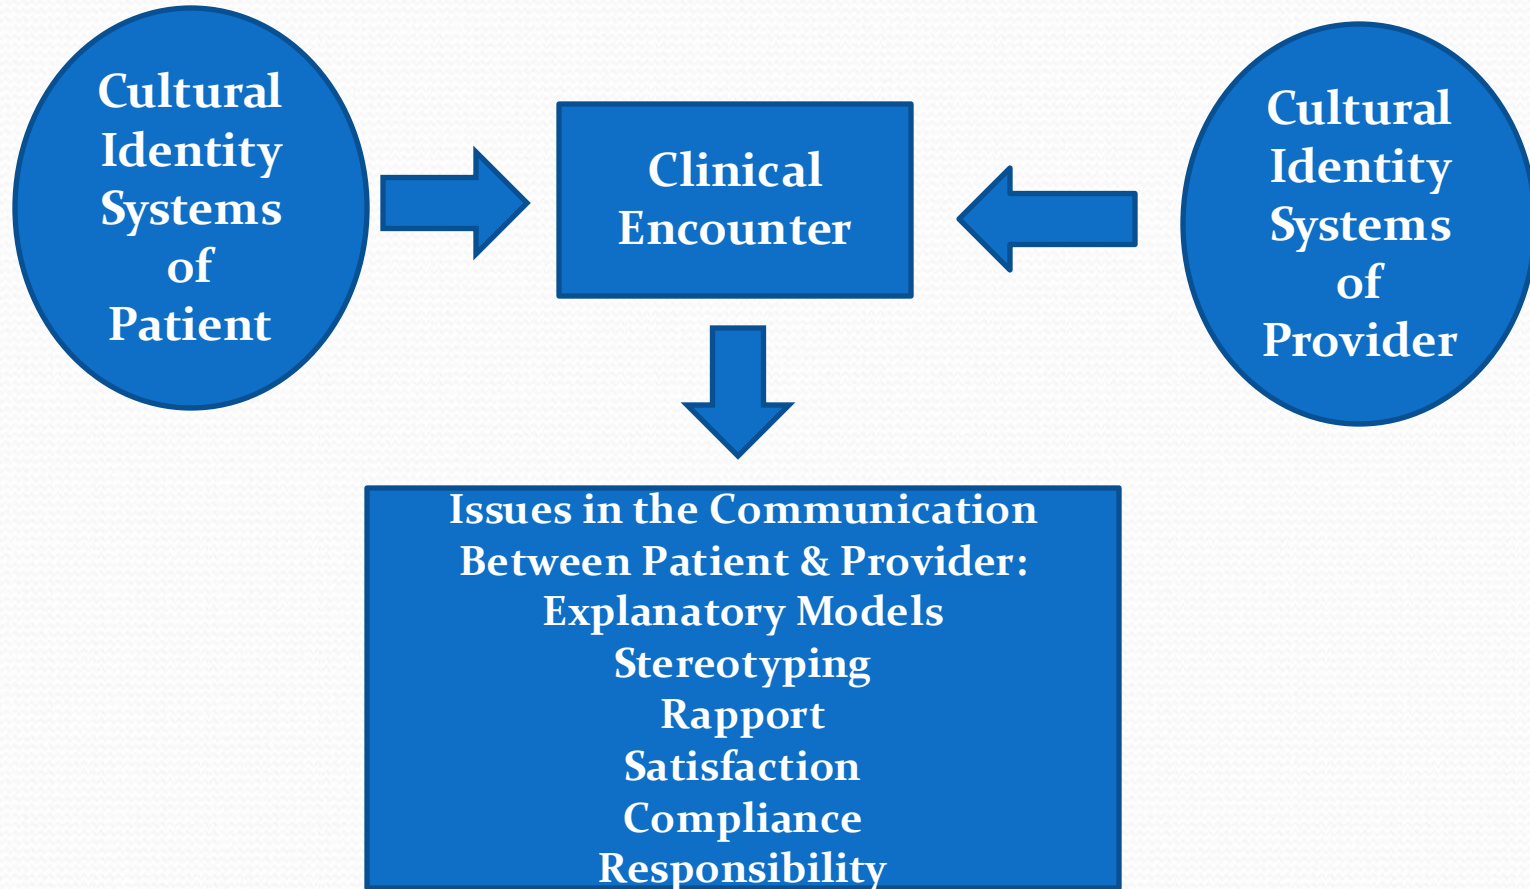 Cultural
Identity
Systems
of
Patient
Clinical
Encounter
Cultural
Identity
Systems
of
Provider
Issues in the Communication
Between Patient & Provider:
Explanatory Models
Stereotyping
Rapport
Satisfaction
Compliance
Responsibility